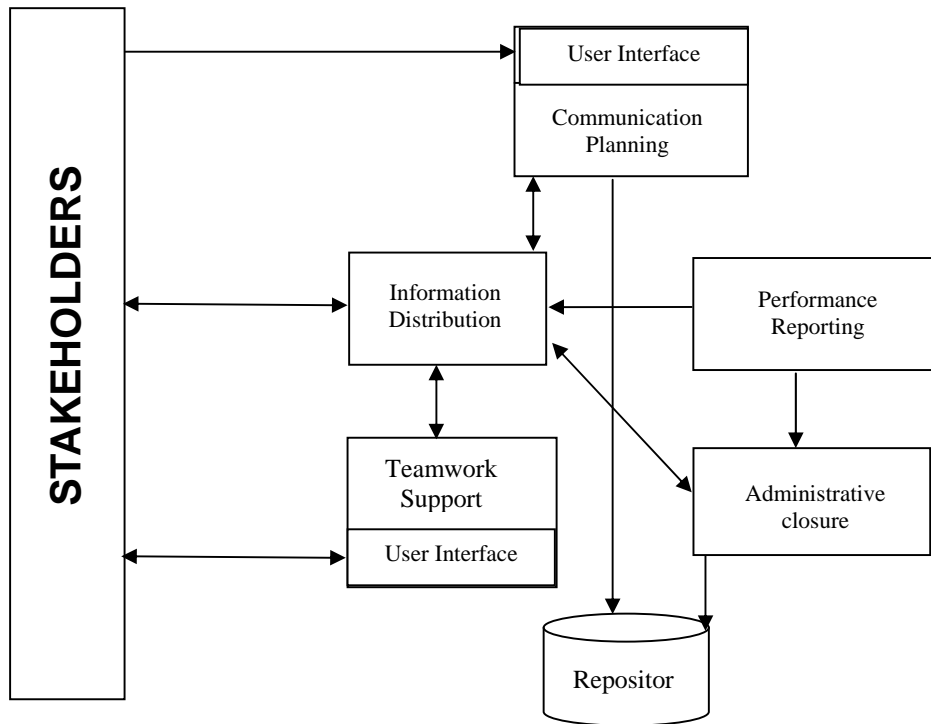 STAKEHOLDERS
User Interface
Communication
Planning
Information
Distribution
Performance
Reporting
Teamwork
Support
User Interface
Administrative
closure
Repositor